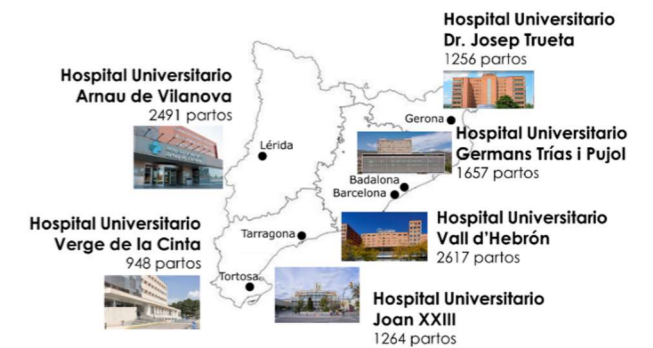 Hospital Universitario
Dr. Josep Trueta
1256 partos
Hospital Universitario
Arnau de Vilanova
2491 partos
Gerona
Hospital Universitario
Germans Trías i Pujol
1657 partos
Lérida
Badalona
Barcelona
Hospital Universitario
Verge de la Cinta
948 partos
Tarragona
Hospital Universitario
Vall d'Hebrón
2617 partos
Tortosa
Hospital Universitario
Joan XXIII
1264 partos